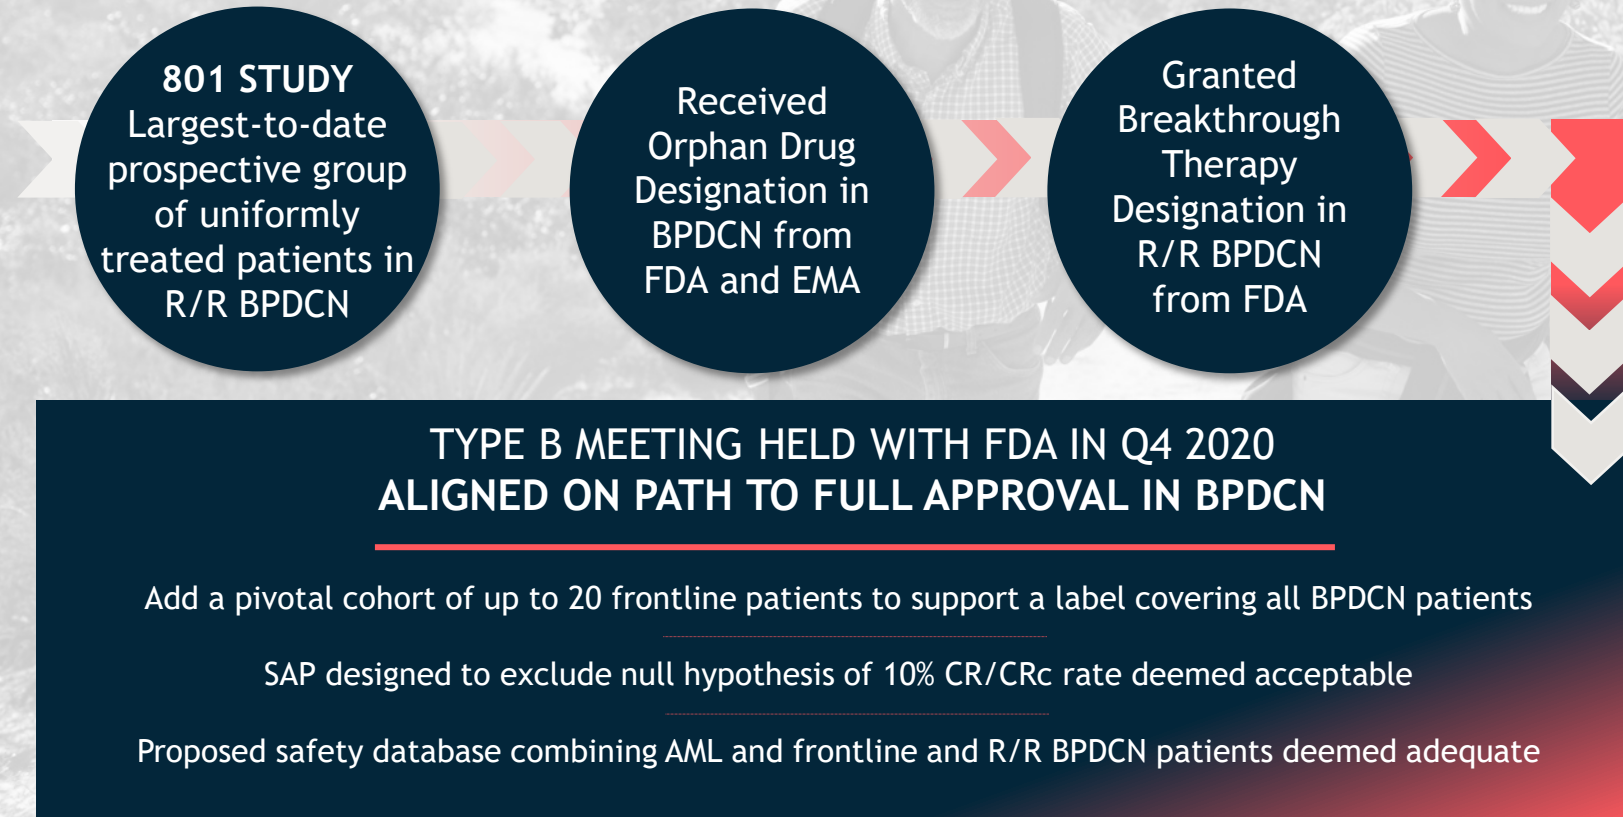 801 STUDY
Largest-to-date
prospective group
of uniformly
treated patients in
R/R BPDCN
Received
Orphan Drug
Designation in
BPDCN from
FDA and EMA
Granted
Breakthrough
Therapy
Designation in
R/R BPDCN
from FDA
TYPE B MEETING HELD WITH FDA IN Q4 2020
ALIGNED ON PATH TO FULL APPROVAL IN BPDCN
Add a pivotal cohort of up to 20 frontline patients to support a label covering all BPDCN patients
SAP designed to exclude null hypothesis of 10% CR/CRc rate deemed acceptable
Proposed safety database combining AML and frontline and R/R BPDCN patients deemed adequate